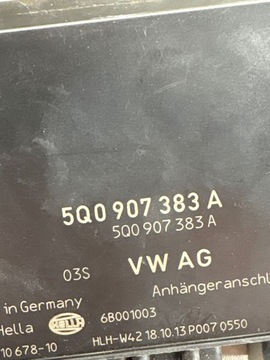 5Q0 907 383 A
5Q0 907 383 A
03S VW AG
in Germany Anhängeranschl
Hella HELLA 6B001003
10 678-10 HLH-W42 18.10.13 P007 0550